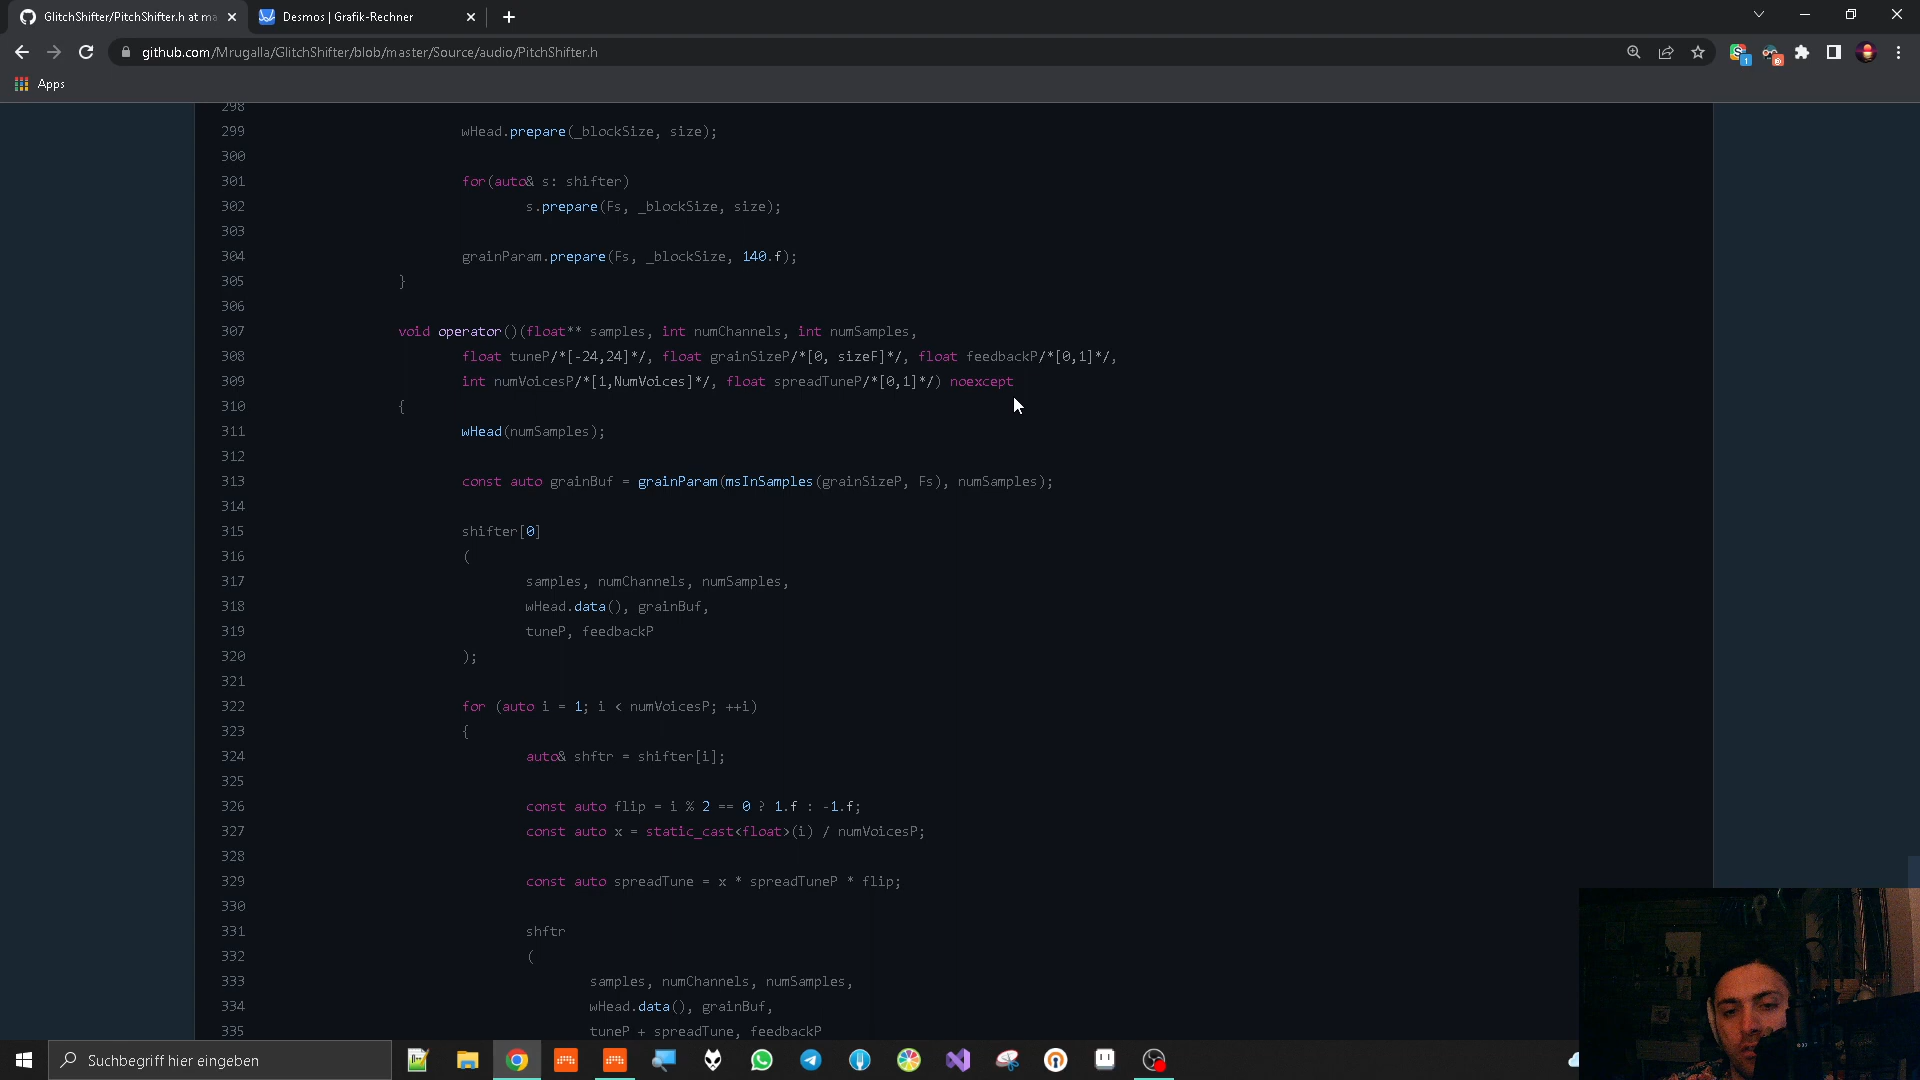 GlitchShifter/PitchShifter.h at ma
Desmos | Grafik-Rechner
github.com/Mrugalla/GlitchShifter/blob/master/Source/audio/PitchShifter.h
Apps
298
299 wHead.prepare(_blockSize, size);
300
301 for(auto& s: shifter)
302 s.prepare(Fs, _blockSize, size);
303
304 grainParam.prepare(Fs, _blockSize, 140.f);
305 }
306
307 void operator()(float** samples, int numChannels, int numSamples,
308 float tuneP/*[-24,24]*/, float grainSizeP/*[0, sizeF]*/, float feedbackP/*[0,1]*/,
309 int numVoicesP/*[1,NumVoices]*/, float spreadTuneP/*[0,1]*/) noexcept
310 {
311 wHead(numSamples);
312
313 const auto grainBuf = grainParam(msInSamples(grainSizeP, Fs), numSamples);
314
315 shifter[0]
316 (
317 samples, numChannels, numSamples,
318 wHead.data(), grainBuf,
319 tuneP, feedbackP
320 );
321
322 for (auto i = 1; i < numVoicesP; ++i)
323 {
324 auto& shftr = shifter[i];
325
326 const auto flip = i % 2 == 0 ? 1.f : -1.f;
327 const auto x = static_cast<float>(i) / numVoicesP;
328
329 const auto spreadTune = x * spreadTuneP * flip;
330
331 shftr
332 (
333 samples, numChannels, numSamples,
334 wHead.data(), grainBuf,
335 tuneP + spreadTune, feedbackP
Suchbegriff hier eingeben